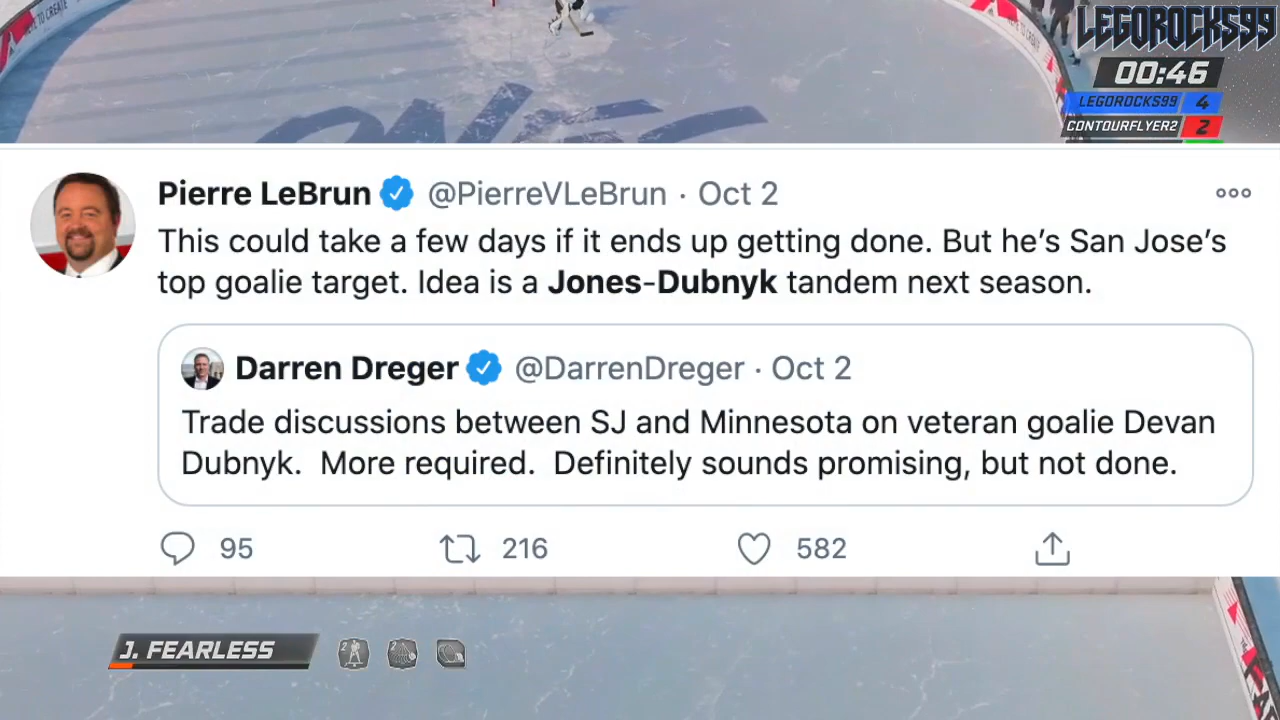 LEGOROCKS99
00:46
LEGOROCKS99 4
CONTOURFLYER2 2
Pierre LeBrun @PierreVLeBrun · Oct 2
This could take a few days if it ends up getting done. But he’s San Jose’s
top goalie target. Idea is a Jones-Dubnyk tandem next season.
Darren Dreger @DarrenDreger · Oct 2
Trade discussions between SJ and Minnesota on veteran goalie Devan
Dubnyk.  More required.  Definitely sounds promising, but not done.
95 216 582
J. FEARLESS